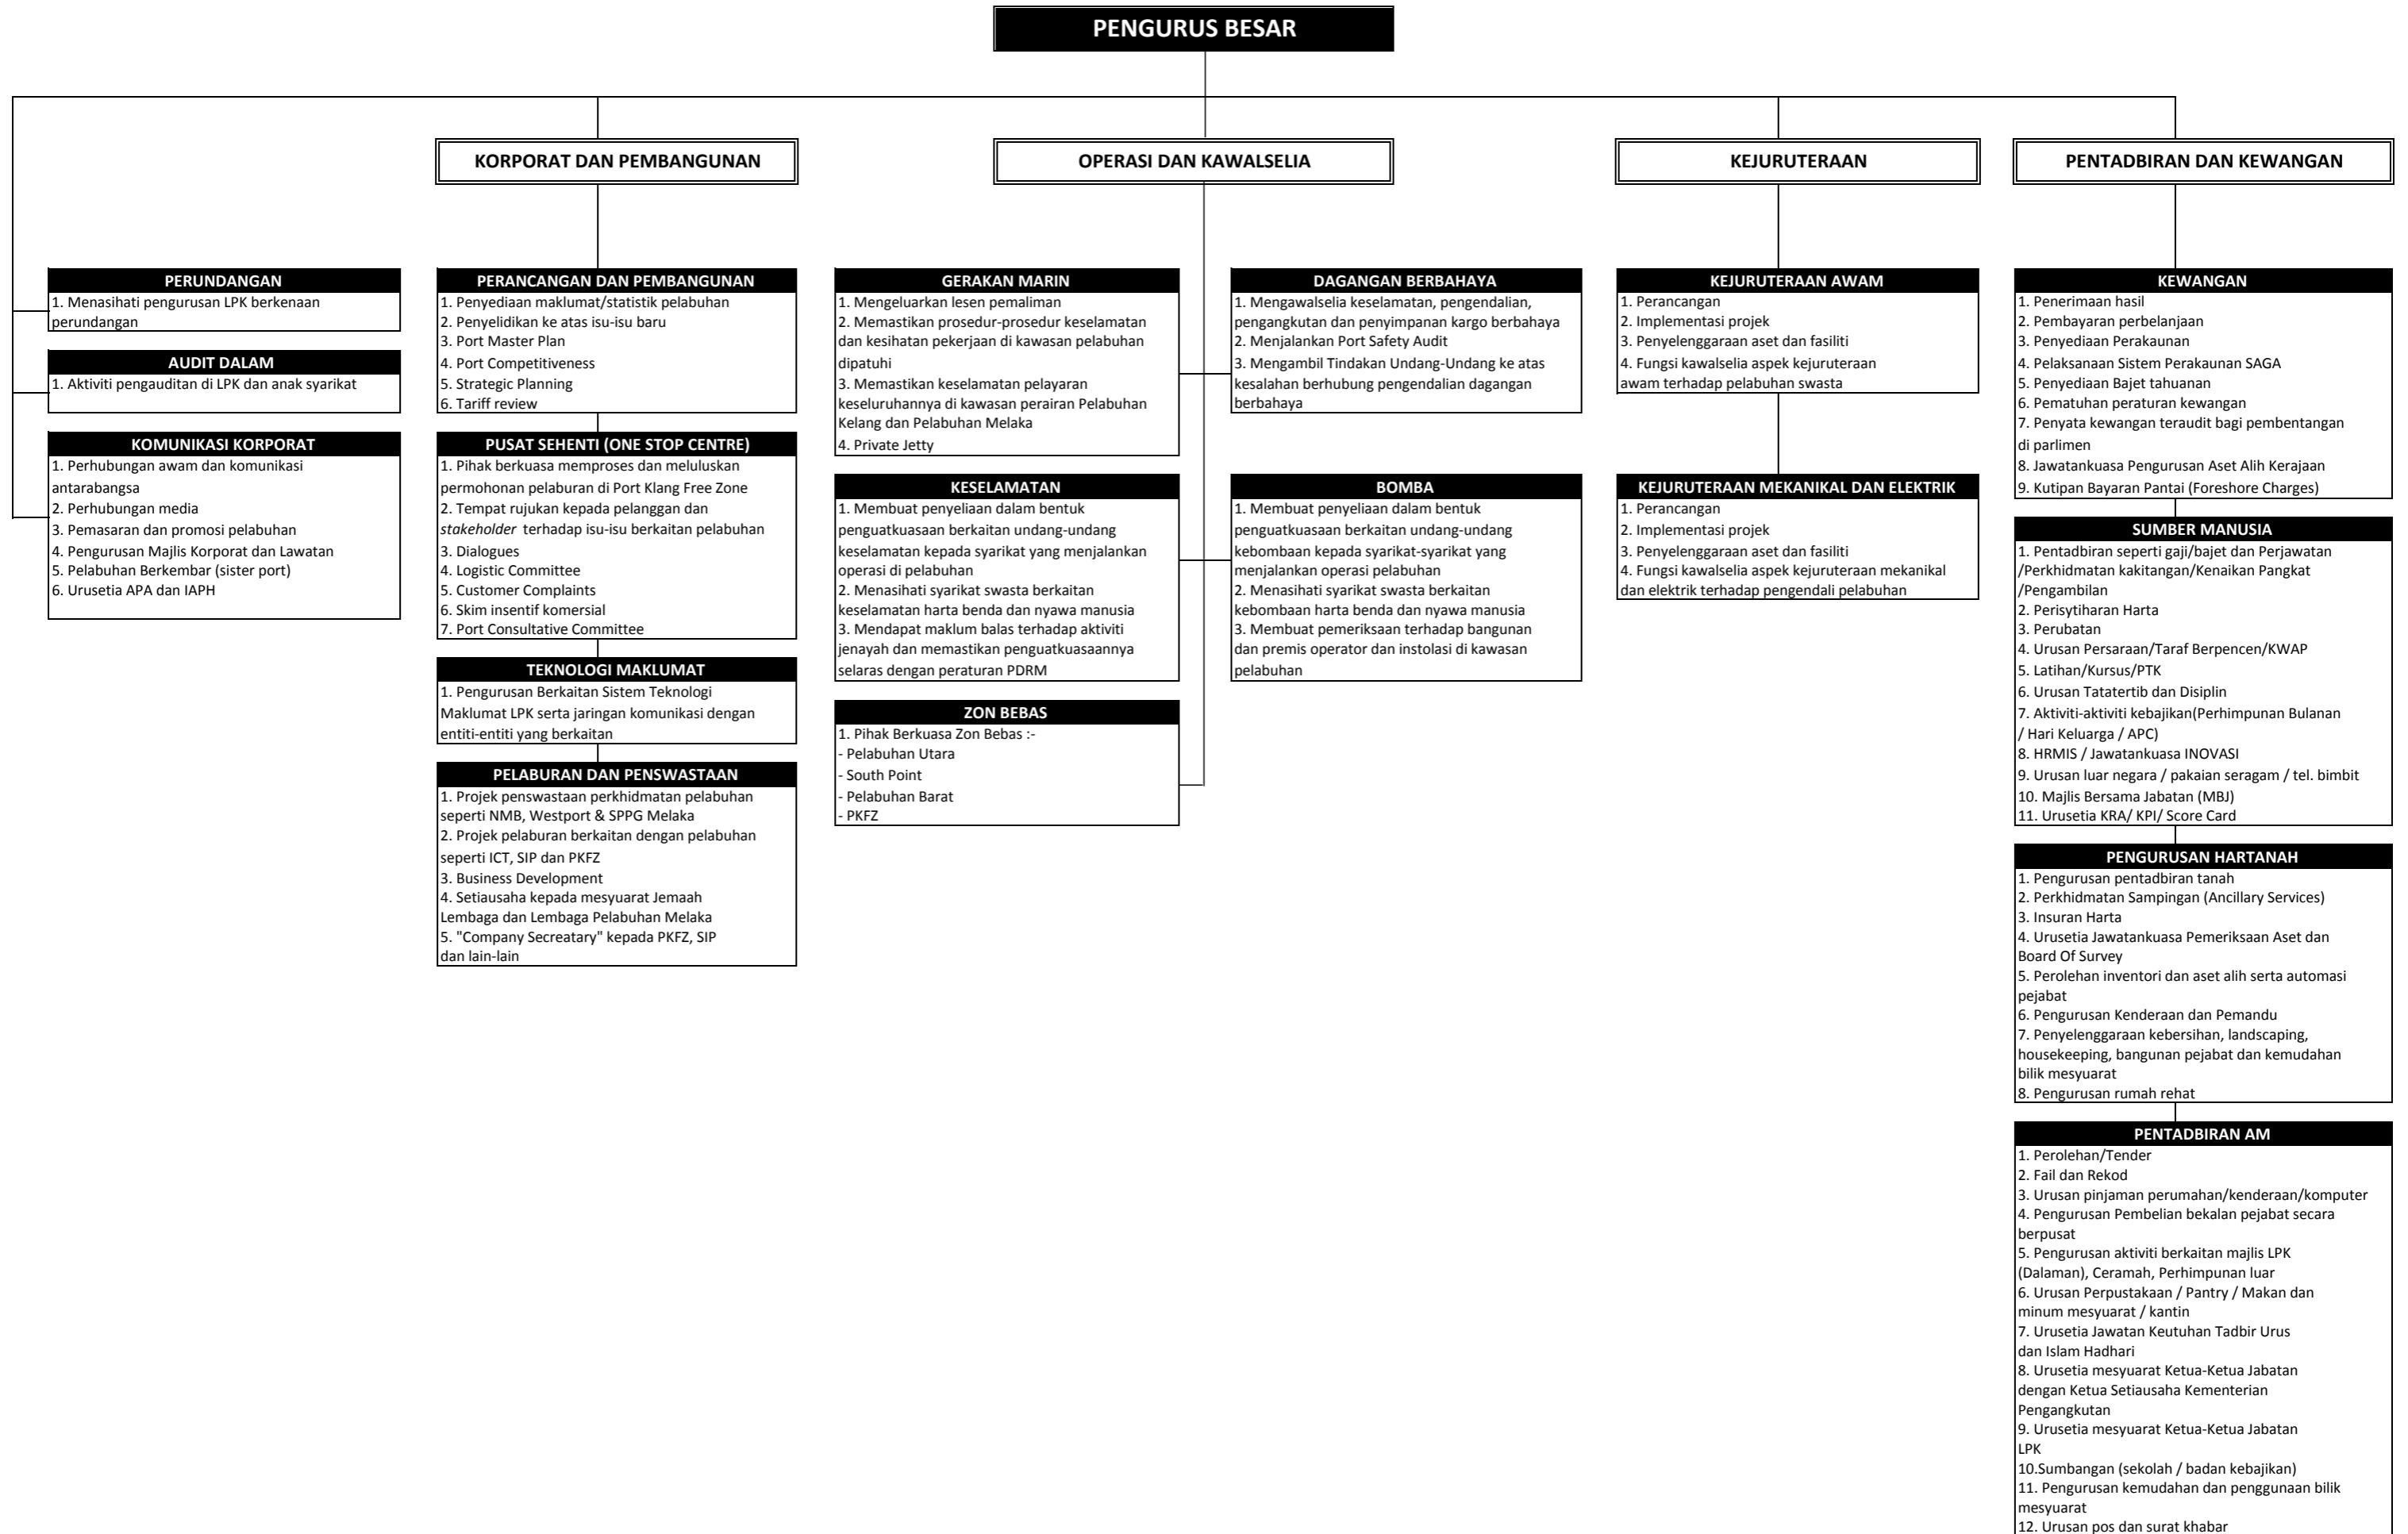 PENGURUS BESAR
KORPORAT DAN PEMBANGUNAN
OPERASI DAN KAWALSELIA
KEJURUTERAAN
PENTADBIRAN DAN KEWANGAN
PERUNDANGAN
1. Menasihati pengurusan LPK berkenaan
perundangan
AUDIT DALAM
1. Aktiviti pengauditan di LPK dan anak syarikat
KOMUNIKASI KORPORAT
1. Perhubungan awam dan komunikasi
antarabangsa
2. Perhubungan media
3. Pemasaran dan promosi pelabuhan
4. Pengurusan Majlis Korporat dan Lawatan
5. Pelabuhan Berkembar (sister port)
6. Urusetia APA dan IAPH
PERANCANGAN DAN PEMBANGUNAN
1. Penyediaan maklumat/statistik pelabuhan
2. Penyelidikan ke atas isu-isu baru
3. Port Master Plan
4. Port Competitiveness
5. Strategic Planning
6. Tariff review
PUSAT SEHENTI (ONE STOP CENTRE)
1. Pihak berkuasa memproses dan meluluskan
permohonan pelaburan di Port Klang Free Zone
2. Tempat rujukan kepada pelanggan dan
stakeholder terhadap isu-isu berkaitan pelabuhan
3. Dialogues
4. Logistic Committee
5. Customer Complaints
6. Skim insentif komersial
7. Port Consultative Committee
TEKNOLOGI MAKLUMAT
1. Pengurusan Berkaitan Sistem Teknologi
Maklumat LPK serta jaringan komunikasi dengan
entiti-entiti yang berkaitan
PELABURAN DAN PENSWASTAAN
1. Projek penswastaan perkhidmatan pelabuhan
seperti NMB, Westport & SPPG Melaka
2. Projek pelaburan berkaitan dengan pelabuhan
seperti ICT, SIP dan PKFZ
3. Business Development
4. Setiausaha kepada mesyuarat Jemaah
Lembaga dan Lembaga Pelabuhan Melaka
5. "Company Secreatary" kepada PKFZ, SIP
dan lain-lain
GERAKAN MARIN
1. Mengeluarkan lesen pemaliman
2. Memastikan prosedur-prosedur keselamatan
dan kesihatan pekerjaan di kawasan pelabuhan
dipatuhi
3. Memastikan keselamatan pelayaran
keseluruhannya di kawasan perairan Pelabuhan
Kelang dan Pelabuhan Melaka
4. Private Jetty
KESELAMATAN
1. Membuat penyeliaan dalam bentuk
penguatkuasaan berkaitan undang-undang
keselamatan kepada syarikat yang menjalankan
operasi di pelabuhan
2. Menasihati syarikat swasta berkaitan
keselamatan harta benda dan nyawa manusia
3. Mendapat maklum balas terhadap aktiviti
jenayah dan memastikan penguatkuasaannya
selaras dengan peraturan PDRM
ZON BEBAS
1. Pihak Berkuasa Zon Bebas :-
- Pelabuhan Utara
- South Point
- Pelabuhan Barat
- PKFZ
DAGANGAN BERBAHAYA
1. Mengawalselia keselamatan, pengendalian,
pengangkutan dan penyimpanan kargo berbahaya
2. Menjalankan Port Safety Audit
3. Mengambil Tindakan Undang-Undang ke atas
kesalahan berhubung pengendalian dagangan
berbahaya
BOMBA
1. Membuat penyeliaan dalam bentuk
penguatkuasaan berkaitan undang-undang
kebombaan kepada syarikat-syarikat yang
menjalankan operasi pelabuhan
2. Menasihati syarikat swasta berkaitan
kebombaan harta benda dan nyawa manusia
3. Membuat pemeriksaan terhadap bangunan
dan premis operator dan instolasi di kawasan
pelabuhan
KEJURUTERAAN AWAM
1. Perancangan
2. Implementasi projek
3. Penyelenggaraan aset dan fasiliti
4. Fungsi kawalselia aspek kejuruteraan
awam terhadap pelabuhan swasta
KEJURUTERAAN MEKANIKAL DAN ELEKTRIK
1. Perancangan
2. Implementasi projek
3. Penyelenggaraan aset dan fasiliti
4. Fungsi kawalselia aspek kejuruteraan mekanikal
dan elektrik terhadap pengendali pelabuhan
KEWANGAN
1. Penerimaan hasil
2. Pembayaran perbelanjaan
3. Penyediaan Perakaunan
4. Pelaksanaan Sistem Perakaunan SAGA
5. Penyediaan Bajet tahuanan
6. Pematuhan peraturan kewangan
7. Penyata kewangan teraudit bagi pembentangan
di parlimen
8. Jawatankuasa Pengurusan Aset Alih Kerajaan
9. Kutipan Bayaran Pantai (Foreshore Charges)
SUMBER MANUSIA
1. Pentadbiran seperti gaji/bajet dan Perjawatan
/Perkhidmatan kakitangan/Kenaikan Pangkat
/Pengambilan
2. Perisytiharan Harta
3. Perubatan
4. Urusan Persaraan/Taraf Berpencen/KWAP
5. Latihan/Kursus/PTK
6. Urusan Tatatertib dan Disiplin
7. Aktiviti-aktiviti kebajikan(Perhimpunan Bulanan
/ Hari Keluarga / APC)
8. HRMIS / Jawatankuasa INOVASI
9. Urusan luar negara / pakaian seragam / tel. bimbit
10. Majlis Bersama Jabatan (MBJ)
11. Urusetia KRA/ KPI/ Score Card
PENGURUSAN HARTANAH
1. Pengurusan pentadbiran tanah
2. Perkhidmatan Sampingan (Ancillary Services)
3. Insuran Harta
4. Urusetia Jawatankuasa Pemeriksaan Aset dan
Board Of Survey
5. Perolehan inventori dan aset alih serta automasi
pejabat
6. Pengurusan Kenderaan dan Pemandu
7. Penyelenggaraan kebersihan, landscaping,
housekeeping, bangunan pejabat dan kemudahan
bilik mesyuarat
8. Pengurusan rumah rehat
PENTADBIRAN AM
1. Perolehan/Tender
2. Fail dan Rekod
3. Urusan pinjaman perumahan/kenderaan/komputer
4. Pengurusan Pembelian bekalan pejabat secara
berpusat
5. Pengurusan aktiviti berkaitan majlis LPK
(Dalaman), Ceramah, Perhimpunan luar
6. Urusan Perpustakaan / Pantry / Makan dan
minum mesyuarat / kantin
7. Urusetia Jawatan Keutuhan Tadbir Urus
dan Islam Hadhari
8. Urusetia mesyuarat Ketua-Ketua Jabatan
dengan Ketua Setiausaha Kementerian
Pengangkutan
9. Urusetia mesyuarat Ketua-Ketua Jabatan
LPK
10.Sumbangan (sekolah / badan kebajikan)
11. Pengurusan kemudahan dan penggunaan bilik
mesyuarat
12. Urusan pos dan surat khabar